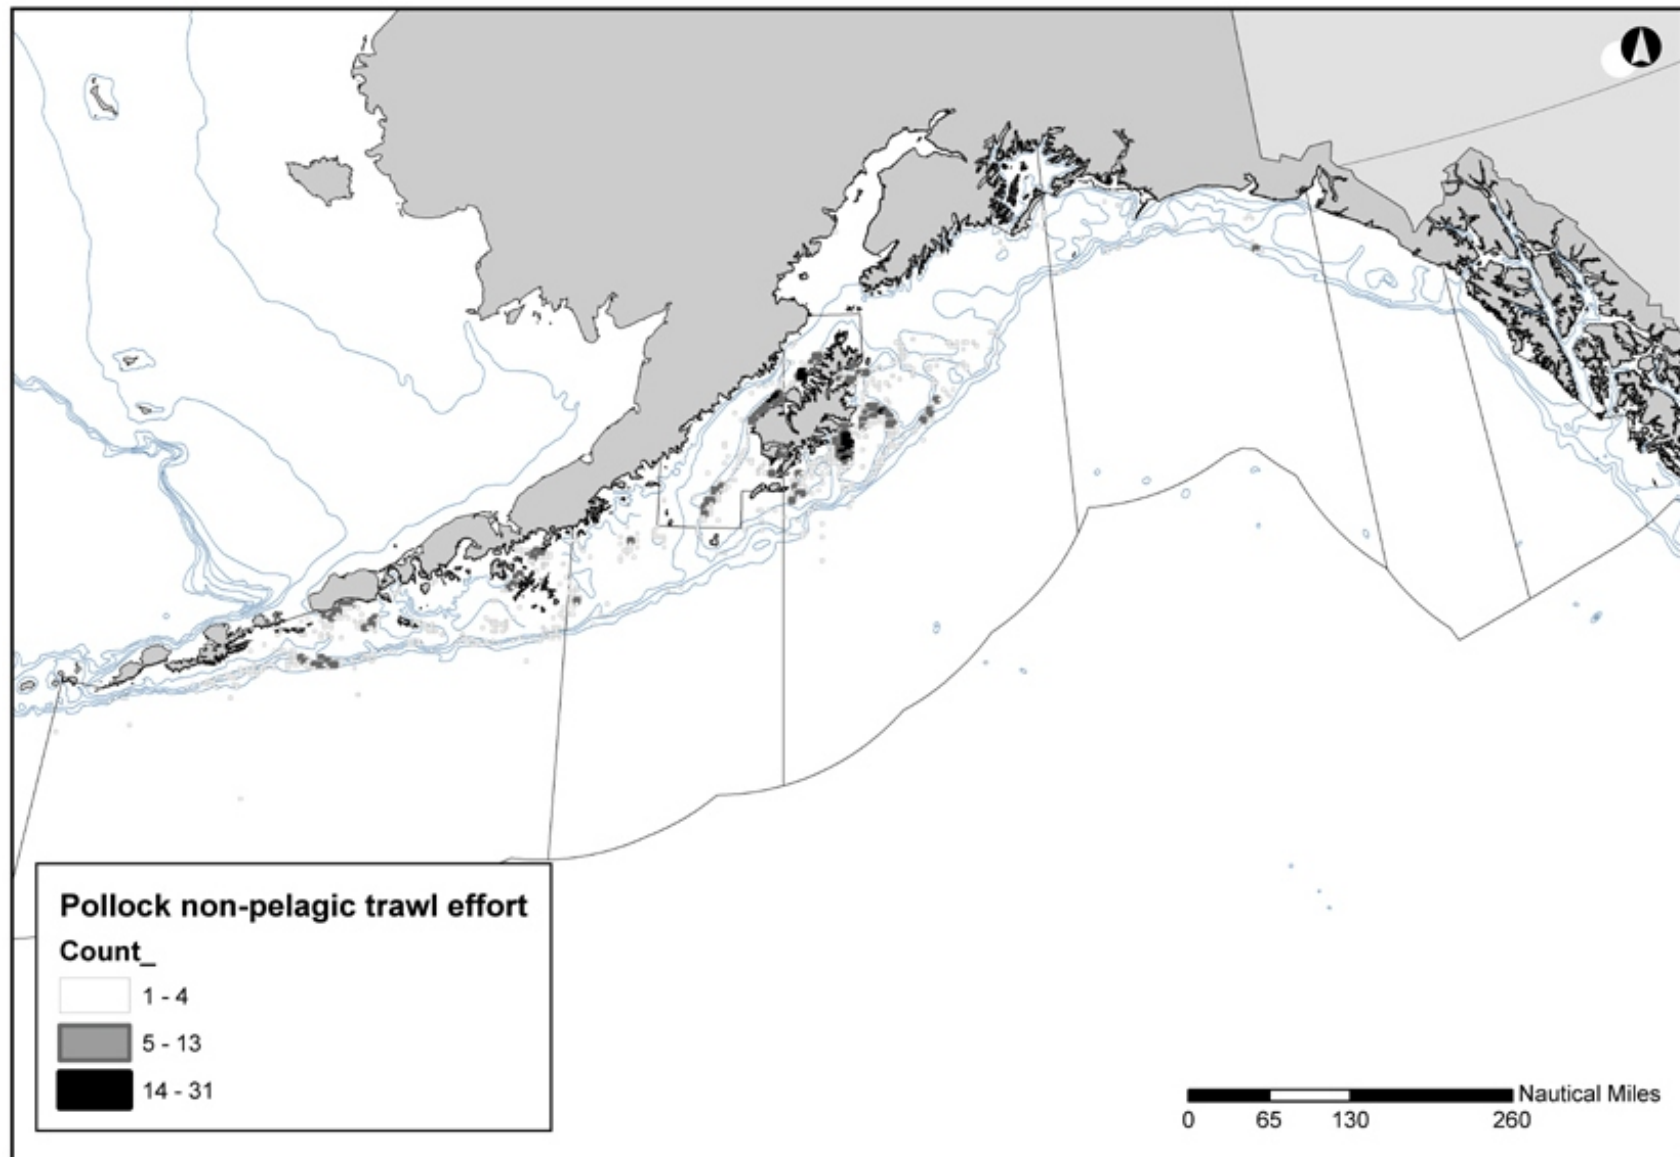 Pollock non-pelagic trawl effort
Count_
1 - 4
5 - 13
14 - 31
Nautical Miles
0 65 130 260